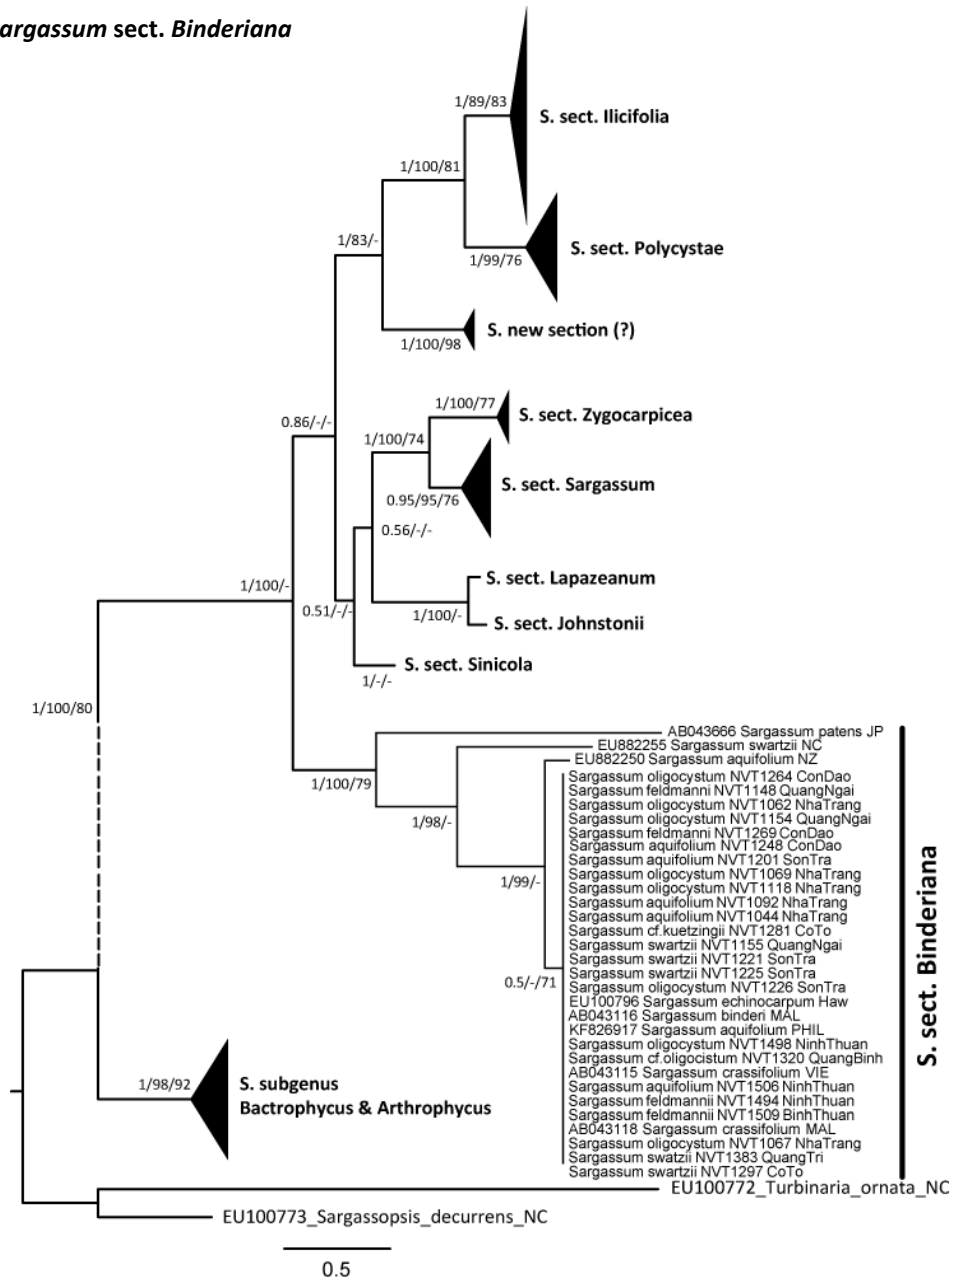 argassum sect. Binderiana
1/89/83
S. sect. Ilicifolia
1/100/81
1/83/-
S. sect. Polycystae
1/99/76
S. new section (?)
1/100/98
1/100/77
S. sect. Zygocarpicea
0.86/-/-
1/100/74
S. sect. Sargassum
0.95/95/76
0.56/-/-
S. sect. Lapazeanum
1/100/-
0.51/-/-
1/100/-
S. sect. Johnstonii
S. sect. Sinicola
1/-/-
1/100/80
AB043666 Sargassum patens JP
EU882255 Sargassum swartzii NC
EU882250 Sargassum aquifolium NZ
1/100/79
Sargassum oligocystum NVT1264 ConDao
Sargassum feldmanni NVT1148 QuangNgai
Sargassum oligocystum NVT1062 NhaTrang
1/98/-
Sargassum oligocystum NVT1154 QuangNgai
Sargassum feldmanni NVT1269 ConDao
Sargassum aquifolium NVT1248 ConDao
Sargassum aquifolium NVT1201 SonTra
Sargassum oligocystum NVT1069 NhaTrang
1/99/-
Sargassum oligocystum NVT1118 NhaTrang
Sargassum aquifolium NVT1092 NhaTrang
Sargassum aquifolium NVT1044 NhaTrang
Sargassum cf.kuetzingii NVT1281 CoTo
Sargassum swartzii NVT1155 QuangNgai
Sargassum swartzii NVT1221 SonTra
Sargassum swartzii NVT1225 SonTra
0.5/-/71
Sargassum oligocystum NVT1226 SonTra
EU100796 Sargassum echinocarpum Haw
AB043116 Sargassum binderi MAL
KF826917 Sargassum aquifolium PHIL
Sargassum oligocystum NVT1498 NinhThuan
Sargassum cf.oligocistum NVT1320 QuangBinh
AB043115 Sargassum crassifolium VIE
Sargassum aquifolium NVT1506 NinhThuan
Sargassum feldmannii NVT1494 NinhThuan
Sargassum feldmannii NVT1509 BinhThuan
AB043118 Sargassum crassifolium MAL
Sargassum oligocystum NVT1067 NhaTrang
Sargassum swatzii NVT1383 QuangTri
Sargassum swartzii NVT1297 CoTo
S. sect. Binderiana
1/98/92
S. subgenus
Bactrophycus & Arthrophycus
EU100772_Turbinaria_ornata_NC
EU100773_Sargassopsis_decurrens_NC
0.5